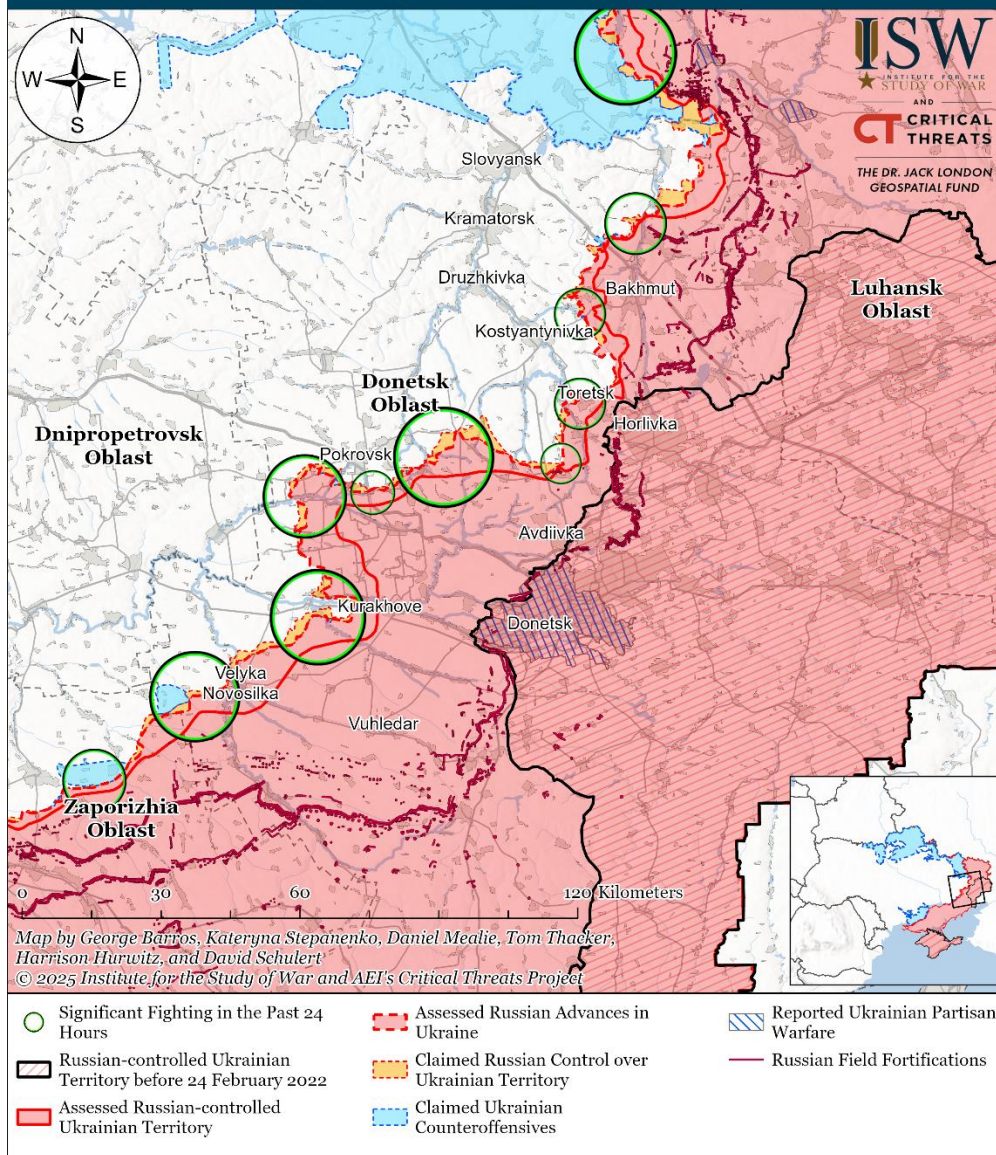 N
W E
S
ISW
INSTITUTE FOR THE
STUDY OF WAR
AND
CT CRITICAL
THREATS
THE DR. JACK LONDON
GEOSPATIAL FUND
Slovyansk
Kramatorsk
Druzhkivka
Bakhmut
Luhansk
Oblast
Kostyantynivka
Donetsk
Oblast
Toretsk
Horlivka
Dnipropetrovsk
Oblast
Pokrovsk
Avdiivka
Kurakhove
Donetsk
Velyka
Novosilka
Vuhledar
Zaporizhia
Oblast
0 30 60 120 Kilometers
Map by George Barros, Kateryna Stepanenko, Daniel Mealie, Tom Thacker,
Harrison Hurwitz, and David Schulert
© 2025 Institute for the Study of War and AEI's Critical Threats Project
Significant Fighting in the Past 24
Hours
Russian-controlled Ukrainian
Territory before 24 February 2022
Assessed Russian-controlled
Ukrainian Territory
Assessed Russian Advances in
Ukraine
Claimed Russian Control over
Ukrainian Territory
Claimed Ukrainian
Counteroffensives
Reported Ukrainian Partisan
Warfare
Russian Field Fortifications